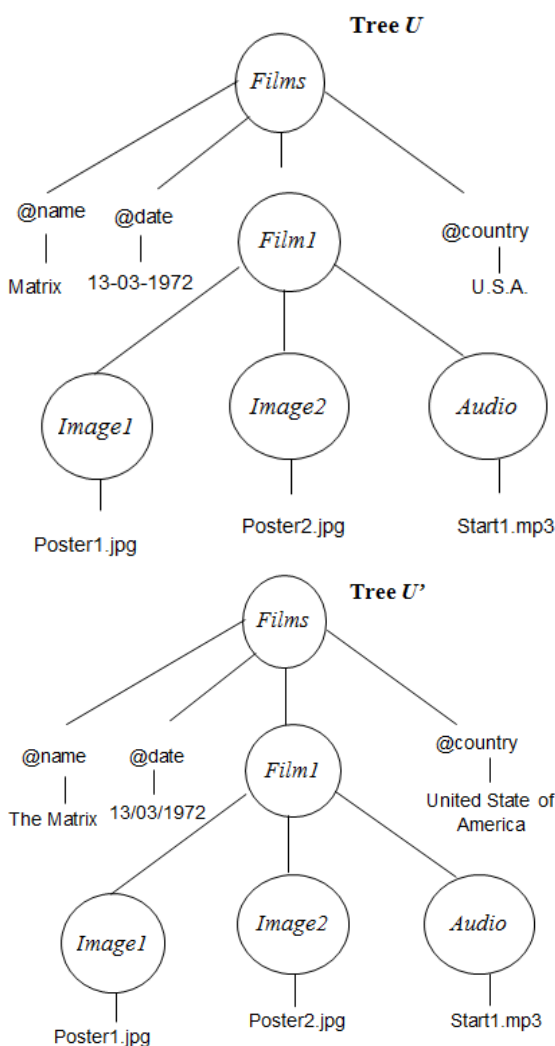 Tree U
Films
@name
@date
@country
Matrix
13-03-1972
U.S.A.
Film1
Image1
Image2
Audio
Poster1.jpg
Poster2.jpg
Start1.mp3
Tree U’
Films
@name
@date
@country
The Matrix
13/03/1972
United State of
America
Film1
Image1
Image2
Audio
Poster1.jpg
Poster2.jpg
Start1.mp3